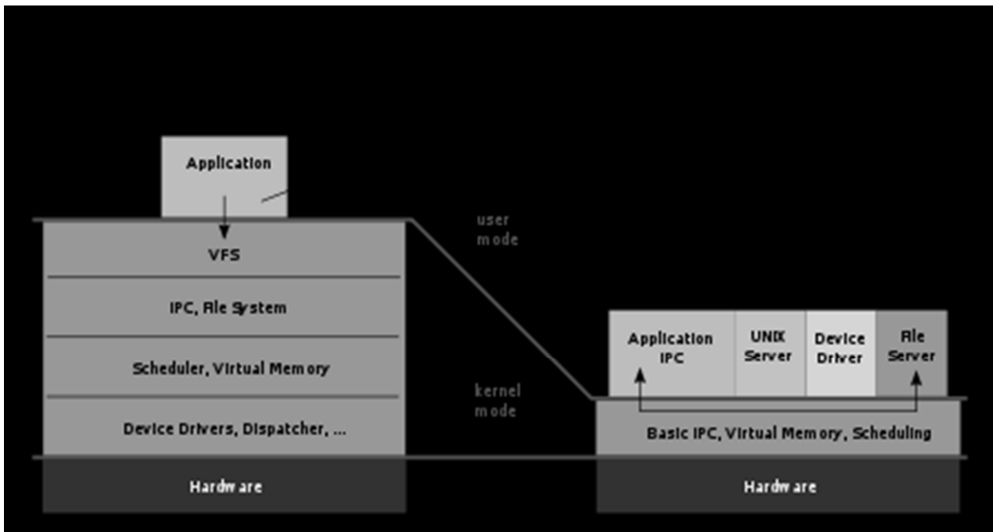 Application
VFS
IPC, File System
Scheduler, Virtual Memory
Device Drivers, Dispatcher, ...
Hardware
user
mode
kernel
mode
Application
IPC
UNIX
Server
Device
Driver
File
Server
Basic IPC, Virtual Memory, Scheduling
Hardware